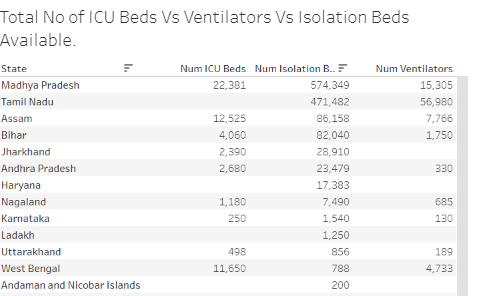 Total No of ICU Beds Vs Ventilators Vs Isolation Beds
Available.
State Num ICU Beds Num Isolation B.. Num Ventilators
Madhya Pradesh 22,381 574,349 15,305
Tamil Nadu 471,482 56,980
Assam 12,525 86,158 7,766
Bihar 4,060 82,040 1,750
Jharkhand 2,390 28,910
Andhra Pradesh 2,680 23,479 330
Haryana 17,383
Nagaland 1,180 7,490 685
Karnataka 250 1,540 130
Ladakh 1,250
Uttarakhand 498 856 189
West Bengal 11,650 788 4,733
Andaman and Nicobar Islands 200